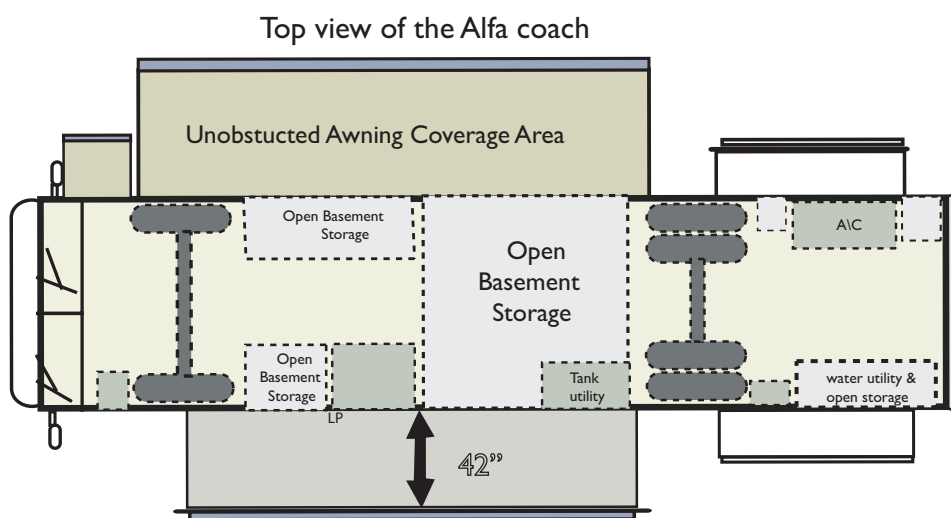 Top view of the Alfa coach
Unobstucted Awning Coverage Area
Open Basement
Storage
A\C
Open
Basement
Storage
Open
Basement
Storage
Tank
utility
water utility &
open storage
LP
42”